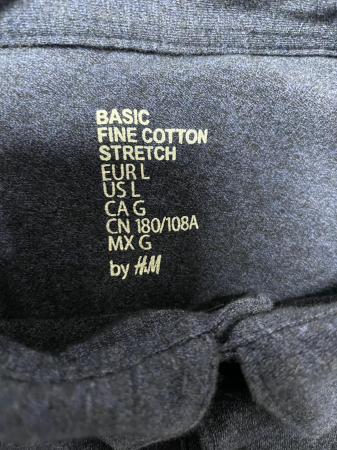 BASIC
FINE COTTON
STRETCH
EUR L
US L
CA G
CN 180/108A
MX G
by H&M